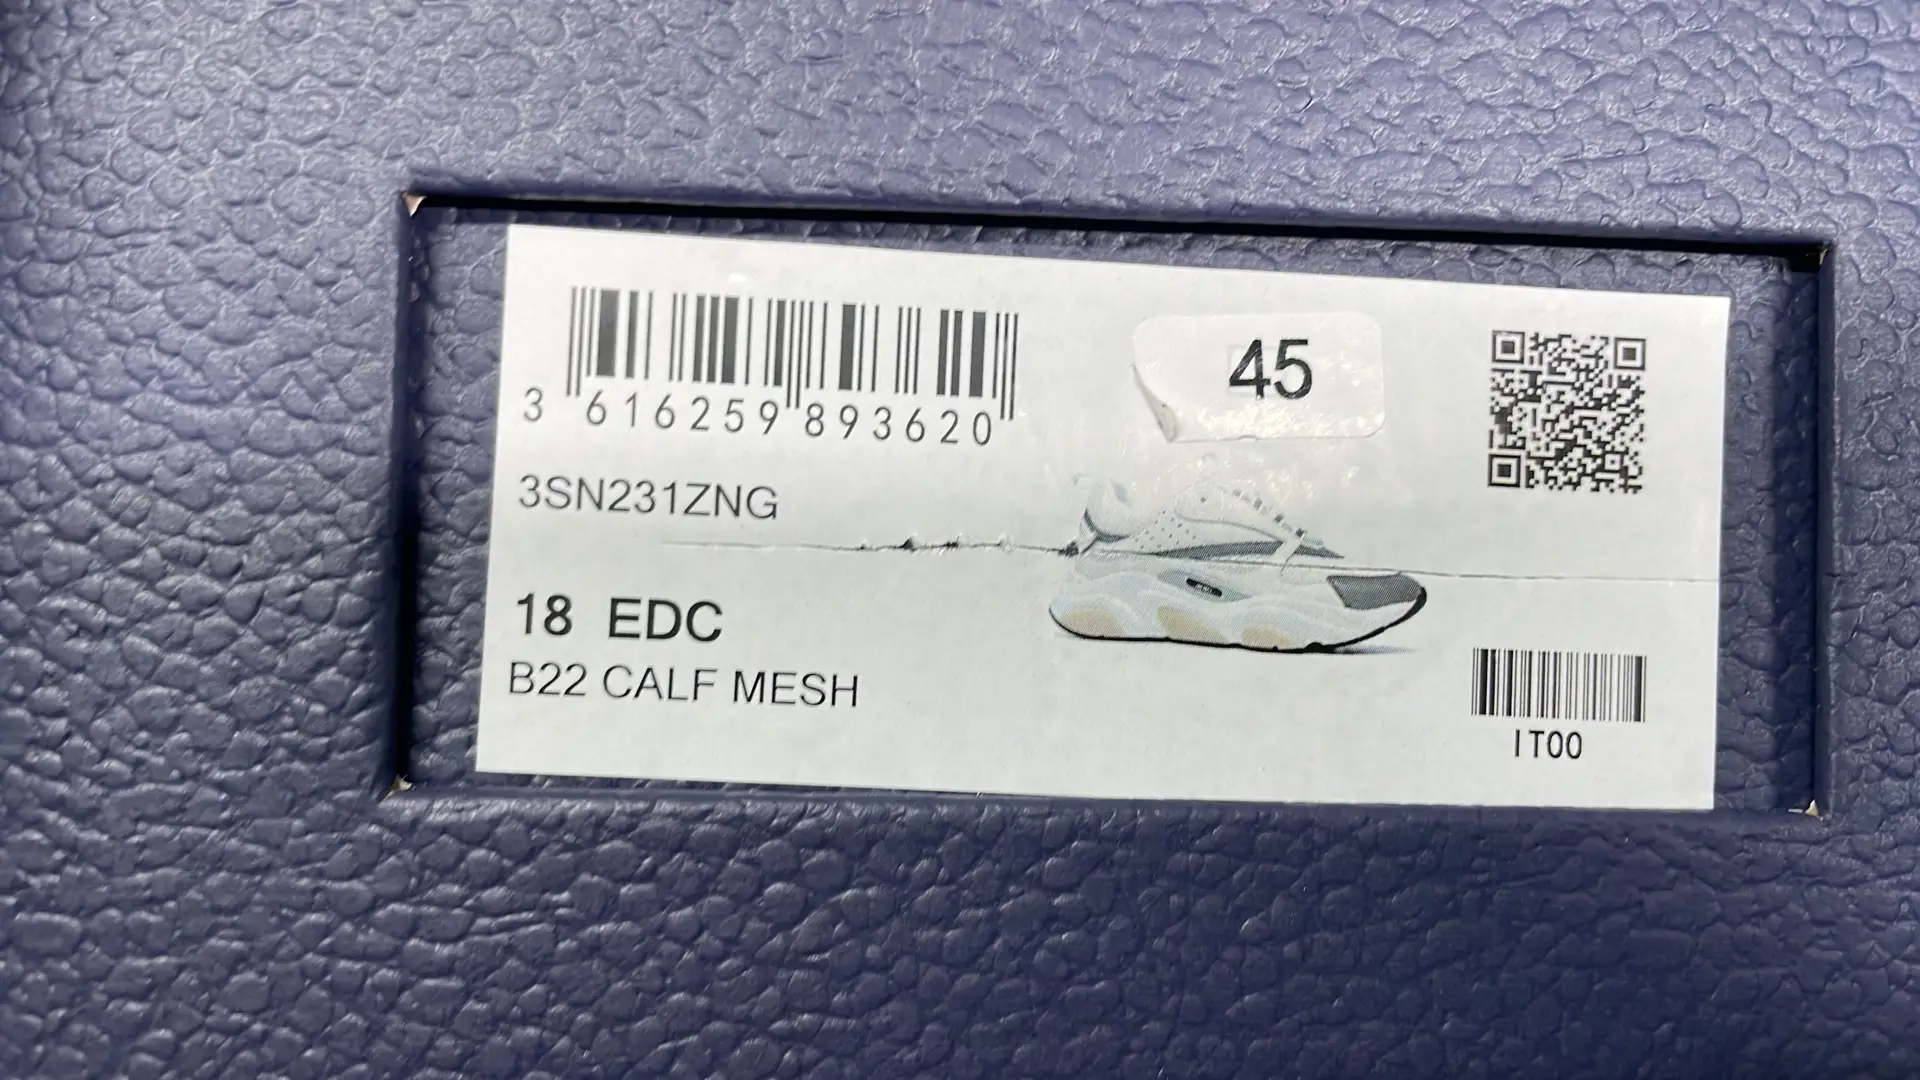 3 616259 893620
45
3SN231ZNG
18 EDC
B22 CALF MESH
IT00